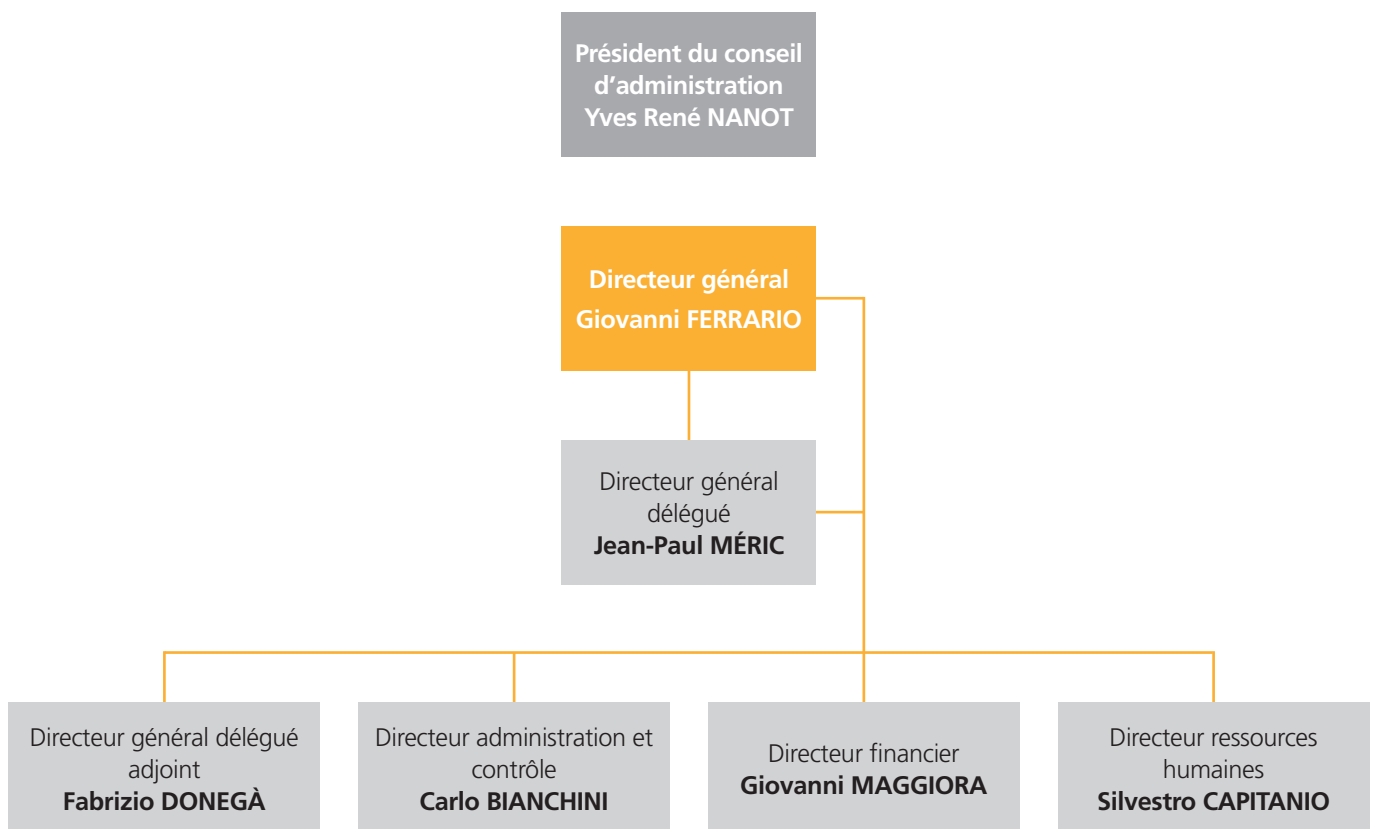 Président du conseil
d'administration
Yves René NANOT
Directeur général
Giovanni FERRARIO
Directeur général
délégué
Jean-Paul MÉRIC
Directeur général délégué
adjoint
Fabrizio DONEGÀ
Directeur administration et
contrôle
Carlo BIANCHINI
Directeur financier
Giovanni MAGGIORA
Directeur ressources
humaines
Silvestro CAPITANIO